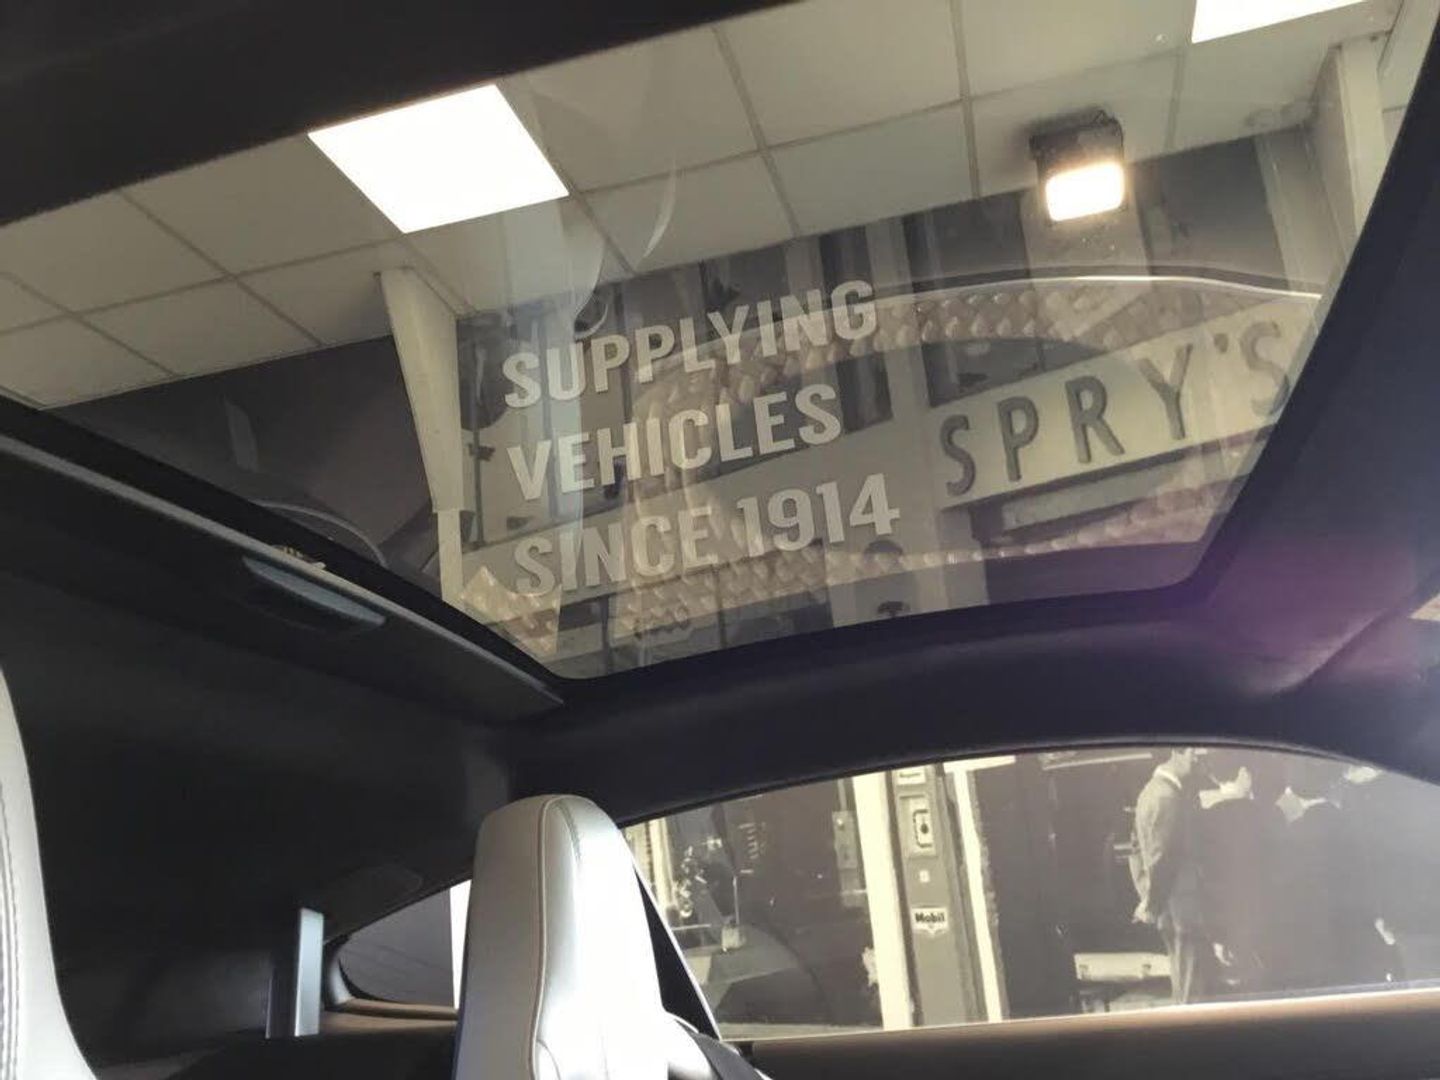 SUPPLYING
VEHICLES
SINCE 1914
SPRY'S
Mobil